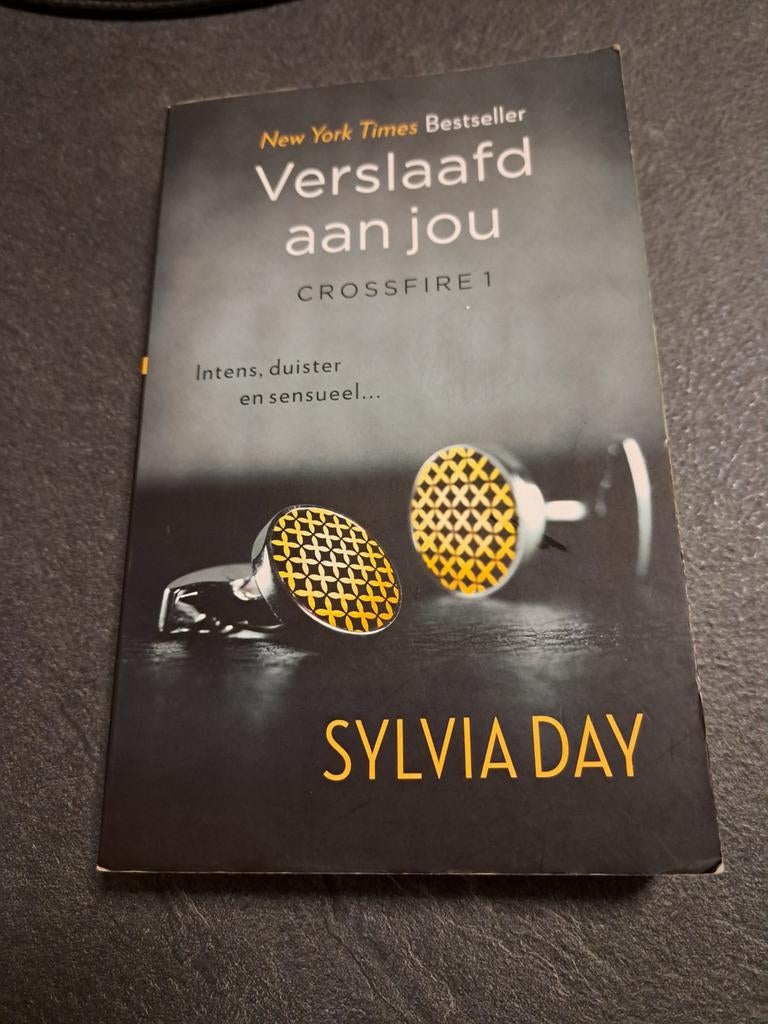 New York Times Bestseller
Verslaafd
aan jou
CROSSFIRE 1
Intens, duister
en sensueel...
SYLVIA DAY